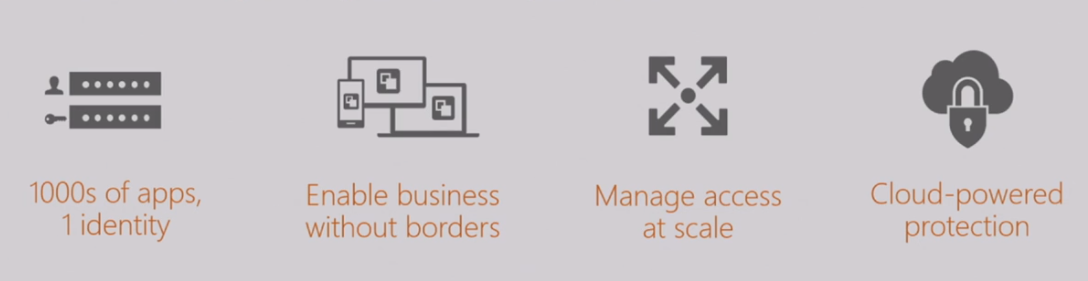 1000s of apps,
1 identity
Enable business
without borders
Manage access
at scale
Cloud-powered
protection